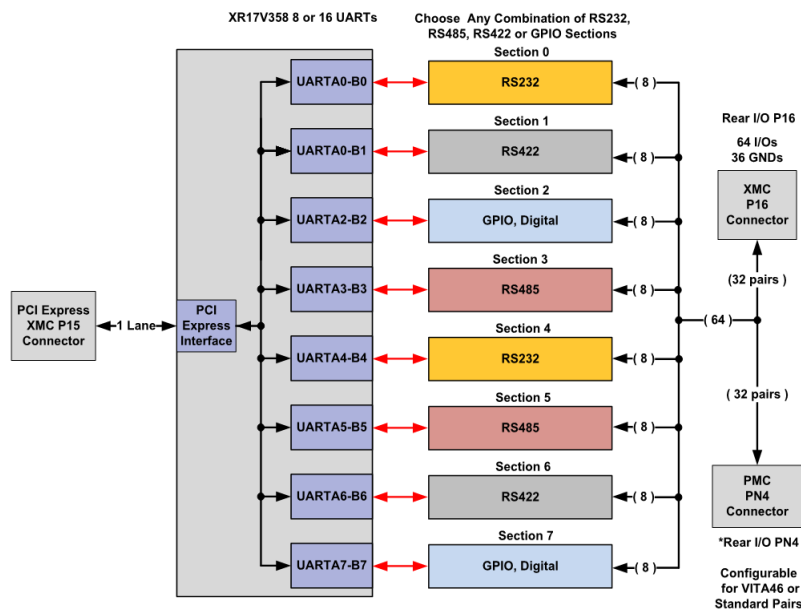 XR17V358 8 or 16 UARTs
Choose Any Combination of RS232,
RS485, RS422 or GPIO Sections
Section 0
UARTA0-B0
RS232
( 8 )
Section 1
UARTA0-B1
RS422
( 8 )
Section 2
UARTA2-B2
GPIO, Digital
( 8 )
Section 3
UARTA3-B3
RS485
( 8 )
Section 4
UARTA4-B4
RS232
( 8 )
Section 5
UARTA5-B5
RS485
( 8 )
Section 6
UARTA6-B6
RS422
( 8 )
Section 7
UARTA7-B7
GPIO, Digital
( 8 )
PCI Express
XMC P15
Connector
1 Lane
PCI
Express
Interface
( 64 )
Rear I/O P16
64 I/Os
36 GNDs
XMC
P16
Connector
(32 pairs )
( 32 pairs )
PMC
PN4
Connector
*Rear I/O PN4
Configurable
for VITA46 or
Standard Pairs